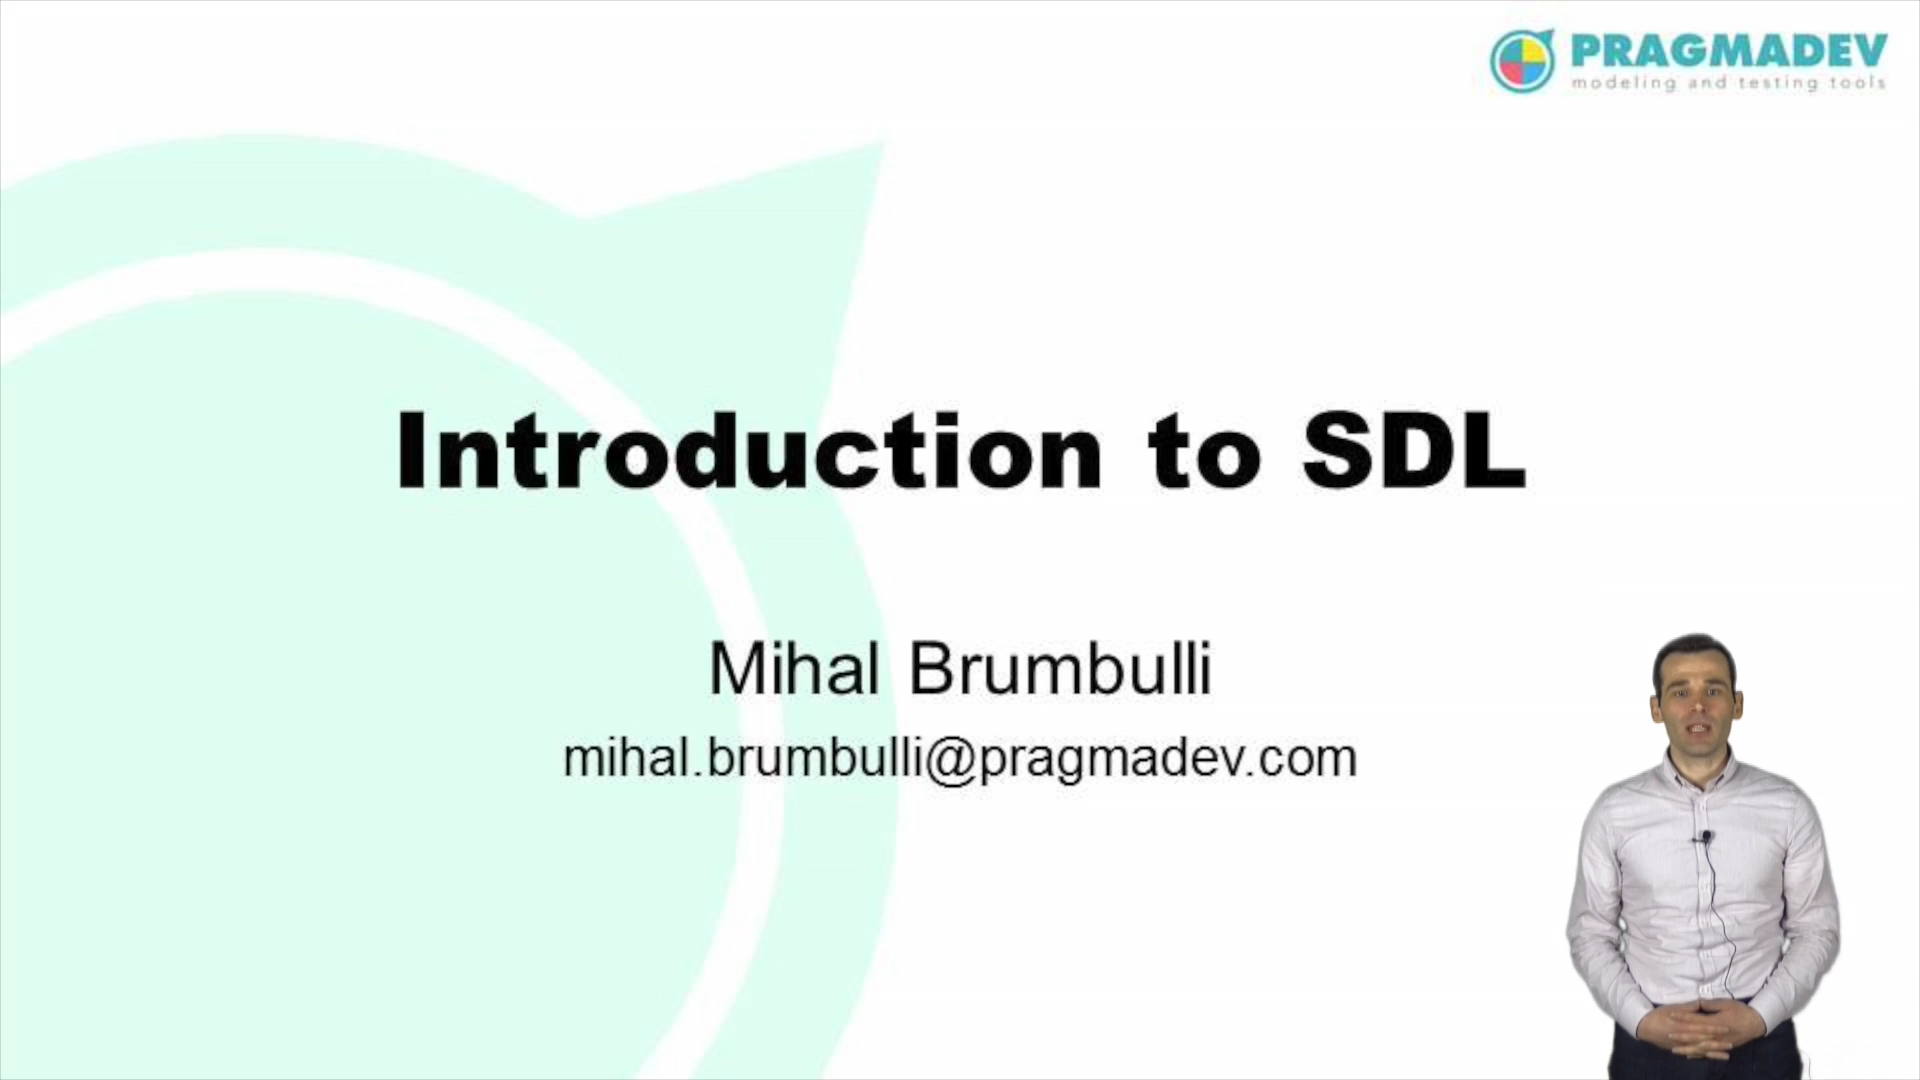 PRAGMADEV
modeling and testing tools
Introduction to SDL
Mihal Brumbulli
mihal.brumbulli@pragmadev.com